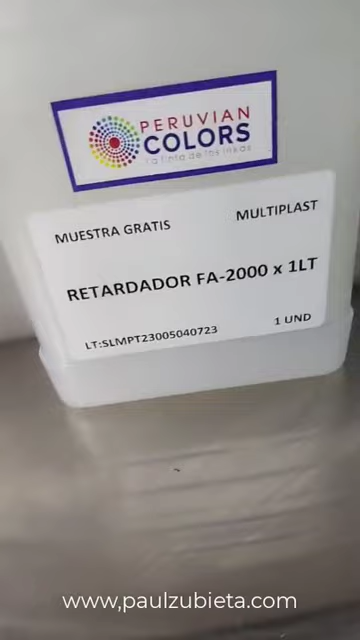 PERUVIAN
COLORS
la tinta de los inkas
MUESTRA GRATIS
MULTIPLAST
RETARDADOR FA-2000 x 1LT
LT:SLMPT23005040723
1 UND
www.paulzubieta.com